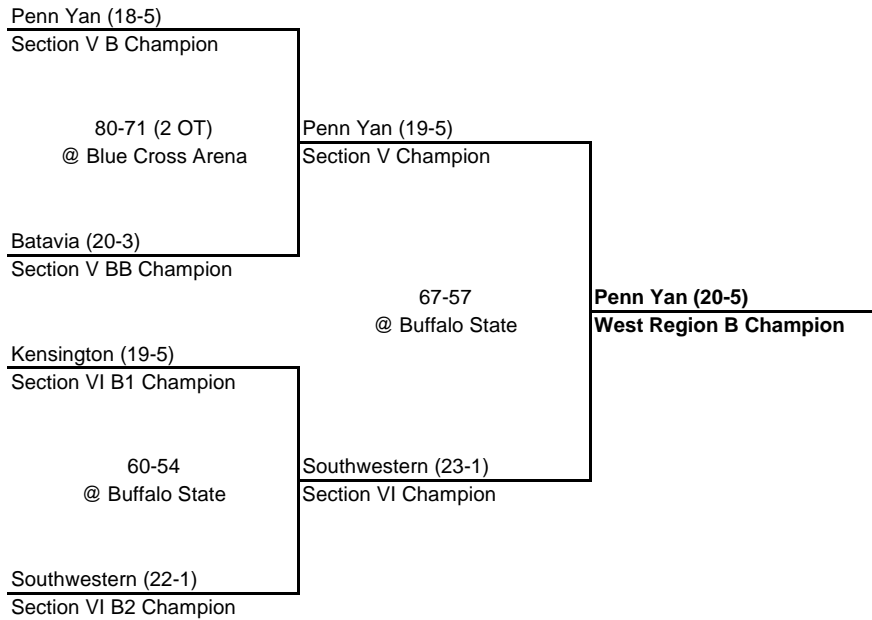 Penn Yan (18-5)
Section V B Champion
80-71 (2 OT)
@ Blue Cross Arena
Penn Yan (19-5)
Section V Champion
Batavia (20-3)
Section V BB Champion
67-57
@ Buffalo State
Penn Yan (20-5)
West Region B Champion
Kensington (19-5)
Section VI B1 Champion
60-54
@ Buffalo State
Southwestern (23-1)
Section VI Champion
Southwestern (22-1)
Section VI B2 Champion